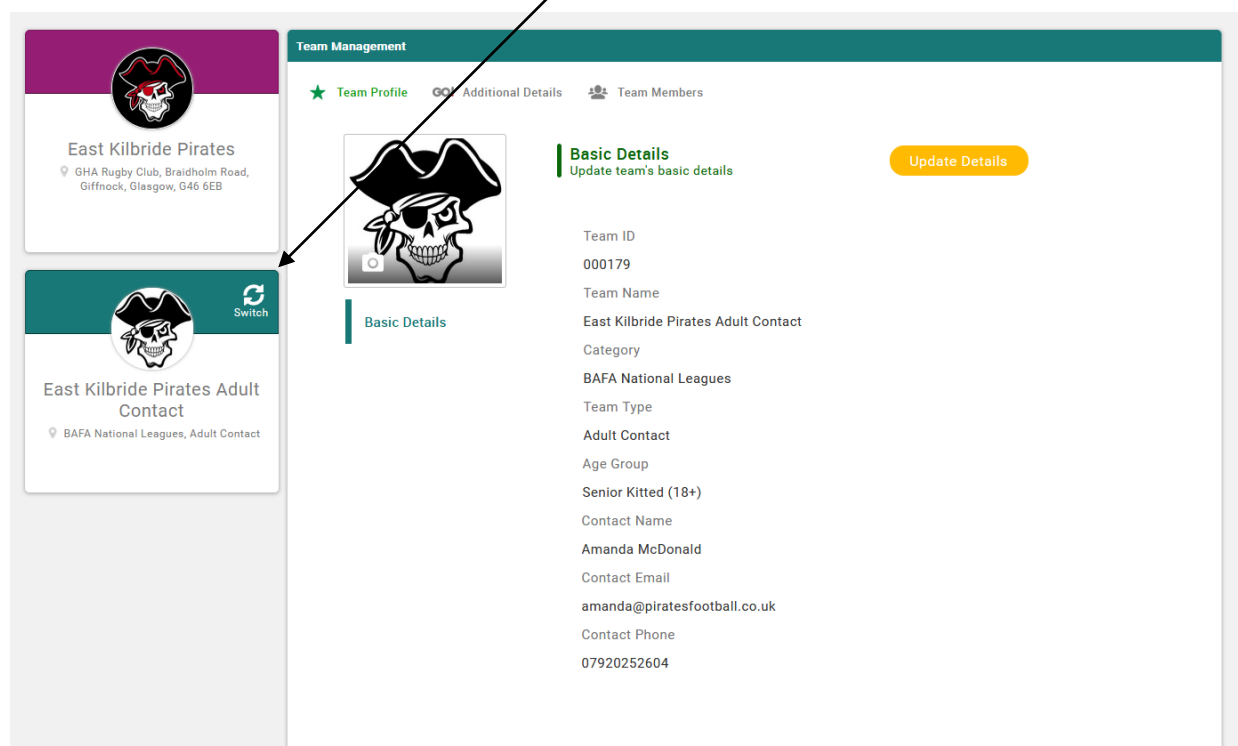 Team Management
Team Profile
GO! Additional Details
Team Members
East Kilbride Pirates
GHA Rugby Club, Braidholm Road,
Giffnock, Glasgow, G46 6EB
Switch
East Kilbride Pirates Adult
Contact
BAFA National Leagues, Adult Contact
Basic Details
Basic Details
Update team's basic details
Update Details
Team ID
000179
Team Name
East Kilbride Pirates Adult Contact
Category
BAFA National Leagues
Team Type
Adult Contact
Age Group
Senior Kitted (18+)
Contact Name
Amanda McDonald
Contact Email
amanda@piratesfootball.co.uk
Contact Phone
07920252604